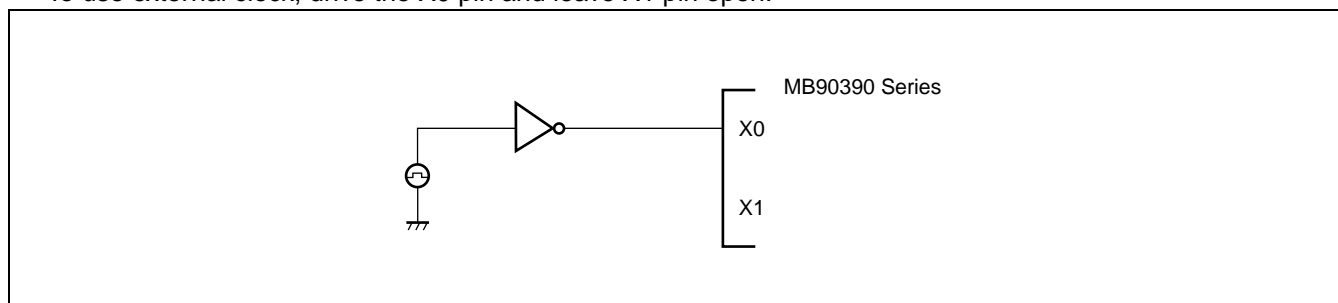 To use external clock, drive the X0 pin and leave X1 pin open.
MB90390 Series
X0
X1